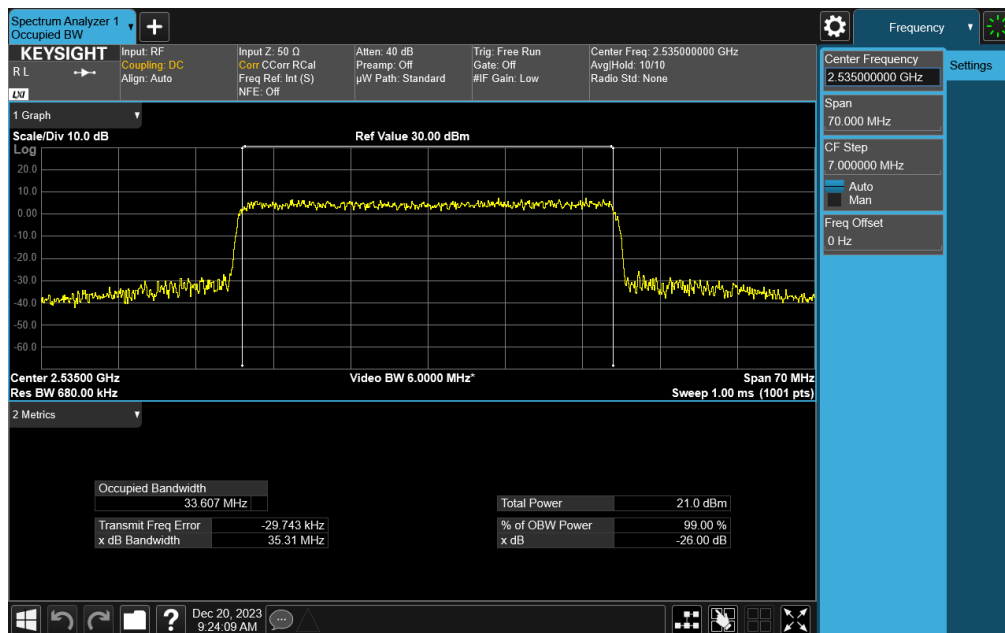 Spectrum Analyzer 1
Occupied BW
Frequency
KEYSIGHT
R L
LXI
Input: RF
Coupling: DC
Align: Auto
Input Z: 50 Ω
Corr CCorr RCal
Freq Ref: Int (S)
NFE: Off
Atten: 40 dB
Preamp: Off
µW Path: Standard
Trig: Free Run
Gate: Off
#IF Gain: Low
Center Freq: 2.535000000 GHz
Avg|Hold: 10/10
Radio Std: None
Center Frequency
2.535000000 GHz
Settings
Span
70.000 MHz
CF Step
7.000000 MHz
Auto
Man
Freq Offset
0 Hz
1 Graph
Scale/Div 10.0 dB
Ref Value 30.00 dBm
Log
20.0
10.0
0.00
-10.0
-20.0
-30.0
-40.0
-50.0
-60.0
Center 2.53500 GHz
Video BW 6.0000 MHz*
Span 70 MHz
Res BW 680.00 kHz
Sweep 1.00 ms (1001 pts)
2 Metrics
Occupied Bandwidth
33.607 MHz
Transmit Freq Error -29.743 kHz
x dB Bandwidth 35.31 MHz
Total Power 21.0 dBm
% of OBW Power 99.00 %
x dB -26.00 dB
Dec 20, 2023
9:24:09 AM